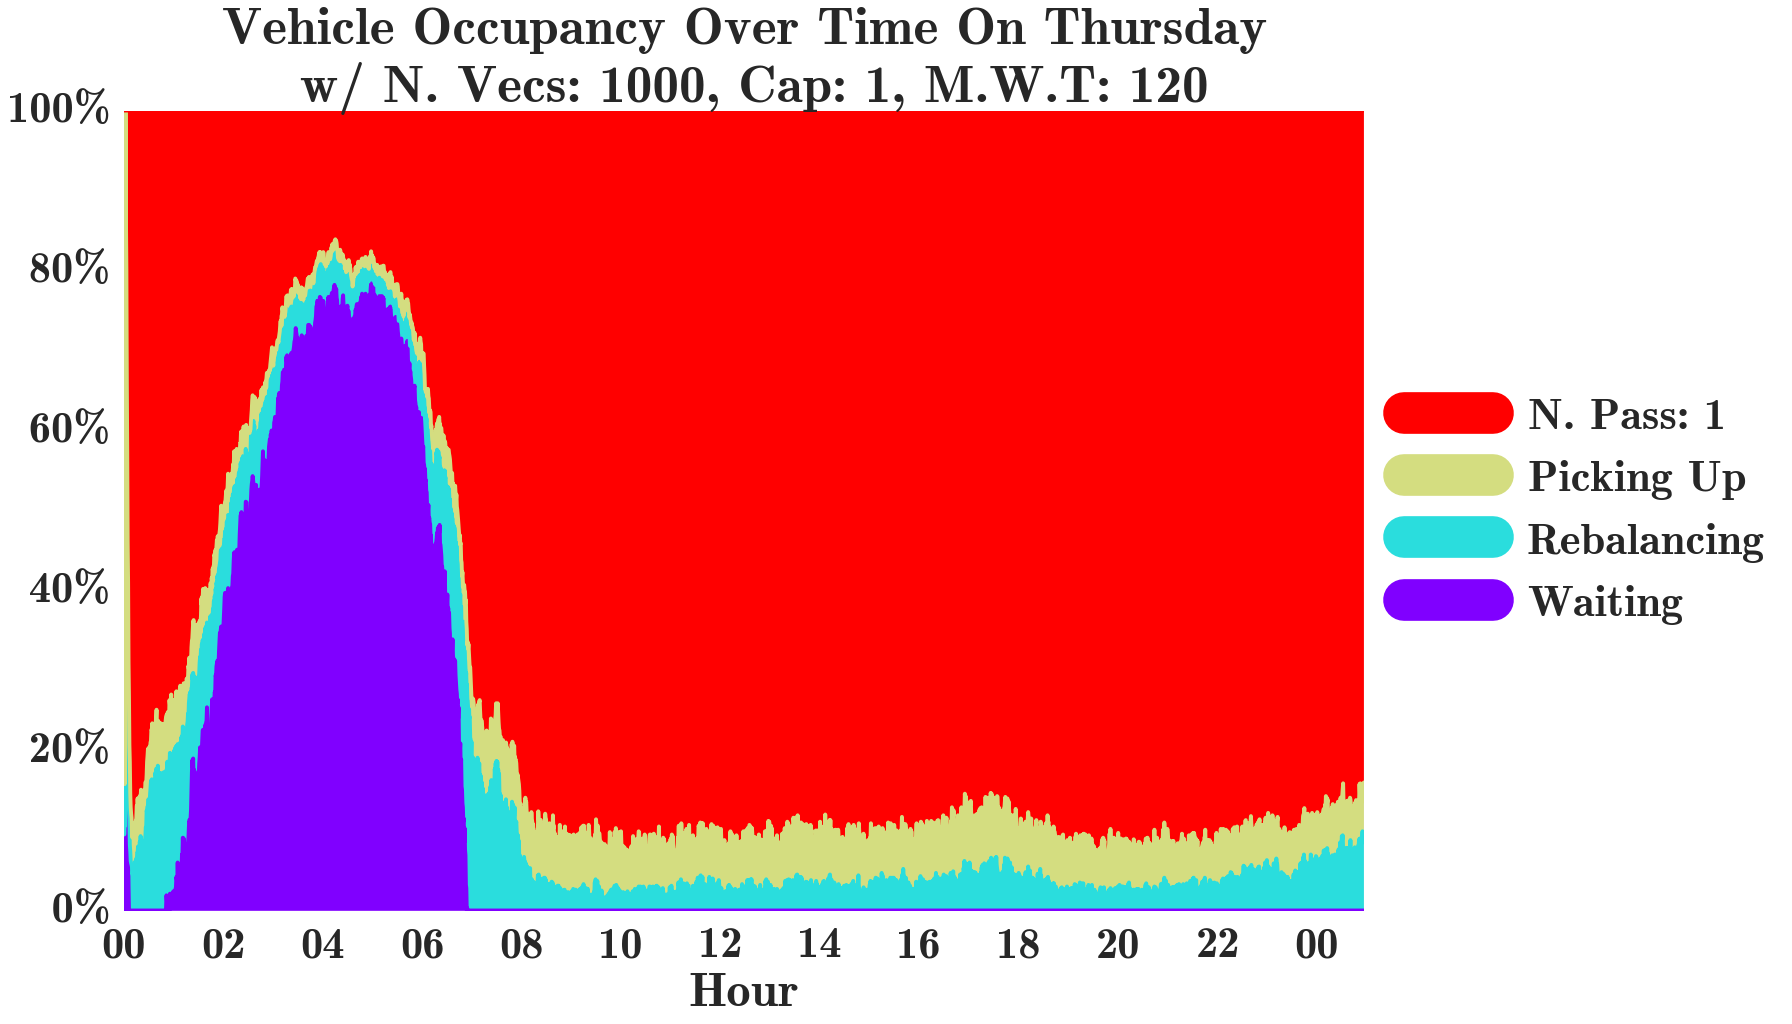 Vehicle Occupancy Over Time On Thursday
w/ N. Vecs: 1000, Cap: 1, M.W.T: 120
100%
80%
60%
40%
20%
0%
00 02 04 06 08 10 12 14 16 18 20 22 00
Hour
N. Pass: 1
Picking Up
Rebalancing
Waiting